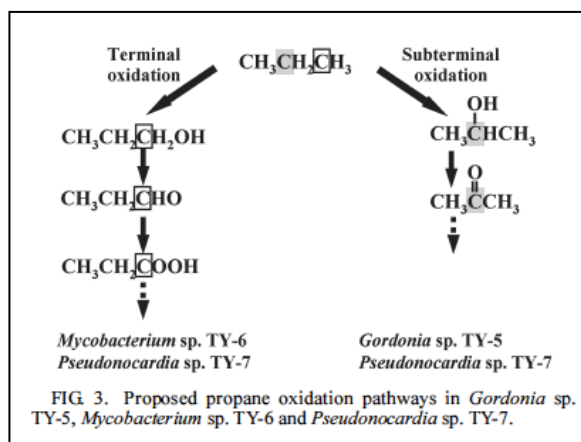 Terminal oxidation
CH₃CH₂CH₃
Subterminal oxidation
CH₃CH₂CH₂OH
CH₃CH₂CHO
CH₃CH₂COOH
OH
CH₃CHCH₃
O
CH₃CCH₃
Mycobacterium sp. TY-6
Pseudonocardia sp. TY-7
Gordonia sp. TY-5
Pseudonocardia sp. TY-7
FIG. 3. Proposed propane oxidation pathways in Gordonia sp.
TY-5, Mycobacterium sp. TY-6 and Pseudonocardia sp. TY-7.